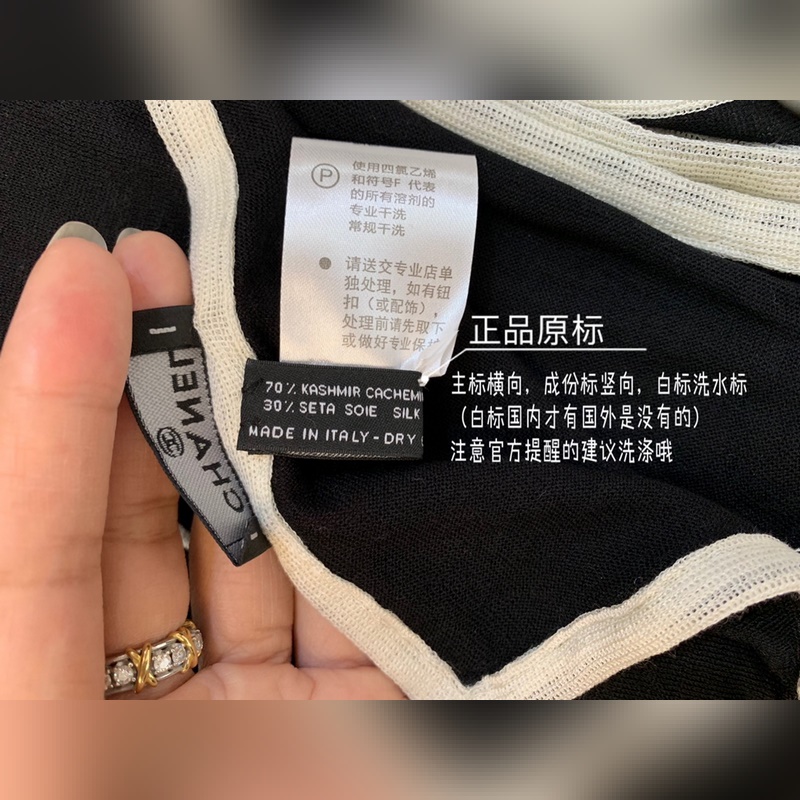 P 使用四氯乙烯
和符号F 代表
的所有溶剂的
专业干洗
常规干洗
● 请送交专业店单
独处理，如有钮
扣（或配饰），
处理前请先取下
或做好专业保护
正品原标
主标横向，成份标竖向，白标洗水标
（白标国内才有国外是没有的）
注意官方提醒的建议洗涤哦
70% KASHMIR CACHEMI
30% SETA SOIE SILK
MADE IN ITALY - DRY
CHANEL